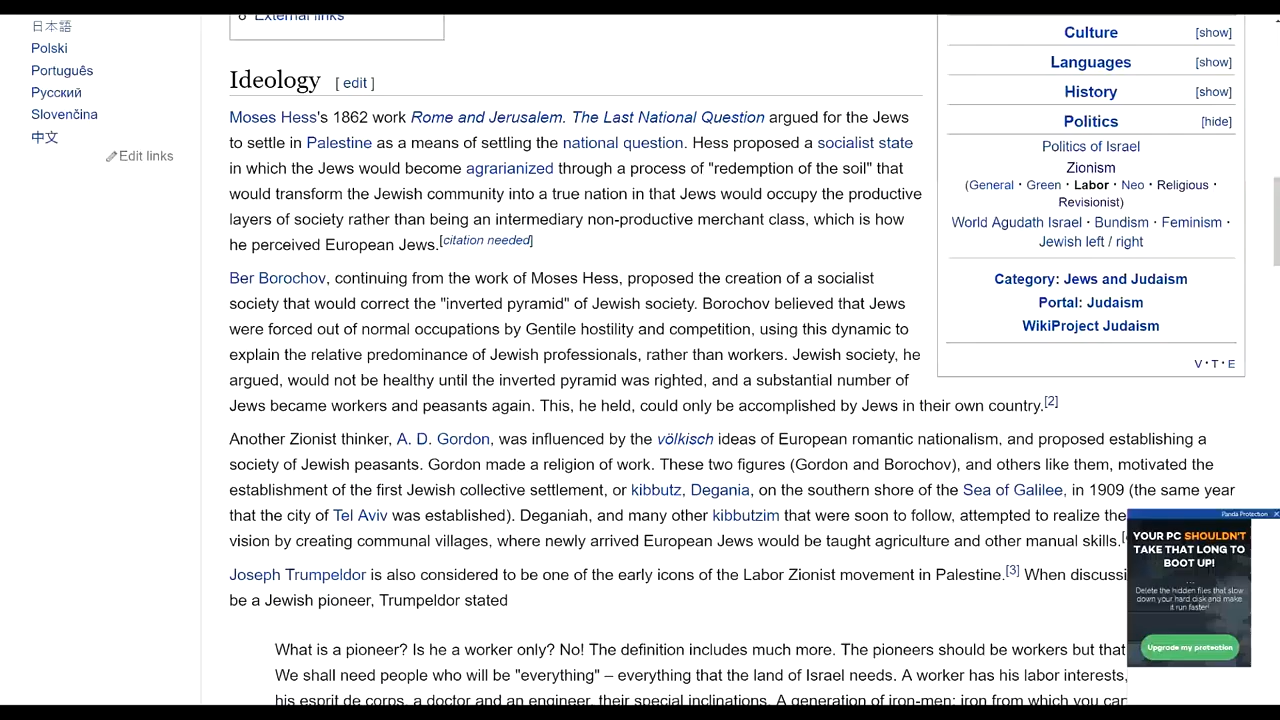 日本語
Polski
Português
Русский
Slovenčina
中文
Edit links
6 External links
Ideology [ edit ]
Moses Hess's 1862 work Rome and Jerusalem. The Last National Question argued for the Jews
to settle in Palestine as a means of settling the national question. Hess proposed a socialist state
in which the Jews would become agrarianized through a process of "redemption of the soil" that
would transform the Jewish community into a true nation in that Jews would occupy the productive
layers of society rather than being an intermediary non-productive merchant class, which is how
he perceived European Jews.[citation needed]
Ber Borochov, continuing from the work of Moses Hess, proposed the creation of a socialist
society that would correct the "inverted pyramid" of Jewish society. Borochov believed that Jews
were forced out of normal occupations by Gentile hostility and competition, using this dynamic to
explain the relative predominance of Jewish professionals, rather than workers. Jewish society, he
argued, would not be healthy until the inverted pyramid was righted, and a substantial number of
Jews became workers and peasants again. This, he held, could only be accomplished by Jews in their own country.[2]
Another Zionist thinker, A. D. Gordon, was influenced by the völkisch ideas of European romantic nationalism, and proposed establishing a
society of Jewish peasants. Gordon made a religion of work. These two figures (Gordon and Borochov), and others like them, motivated the
establishment of the first Jewish collective settlement, or kibbutz, Degania, on the southern shore of the Sea of Galilee, in 1909 (the same year
that the city of Tel Aviv was established). Deganiah, and many other kibbutzim that were soon to follow, attempted to realize the
vision by creating communal villages, where newly arrived European Jews would be taught agriculture and other manual skills.
Joseph Trumpeldor is also considered to be one of the early icons of the Labor Zionist movement in Palestine.[3] When discussi
be a Jewish pioneer, Trumpeldor stated
What is a pioneer? Is he a worker only? No! The definition includes much more. The pioneers should be workers but that
We shall need people who will be "everything" – everything that the land of Israel needs. A worker has his labor interests,
his esprit de corps, a doctor and an engineer, their special inclinations. A generation of iron-men; iron from which you can
Culture [show]
Languages [show]
History [show]
Politics [hide]
Politics of Israel
Zionism
(General · Green · Labor · Neo · Religious ·
Revisionist)
World Agudath Israel · Bundism · Feminism ·
Jewish left / right
Category: Jews and Judaism
Portal: Judaism
WikiProject Judaism
V · T · E
Panda Protection X
YOUR PC SHOULDN'T
TAKE THAT LONG TO
BOOT UP!
...
Delete the hidden files that slow
down your hard disk and make
it run faster!
Upgrade my protection